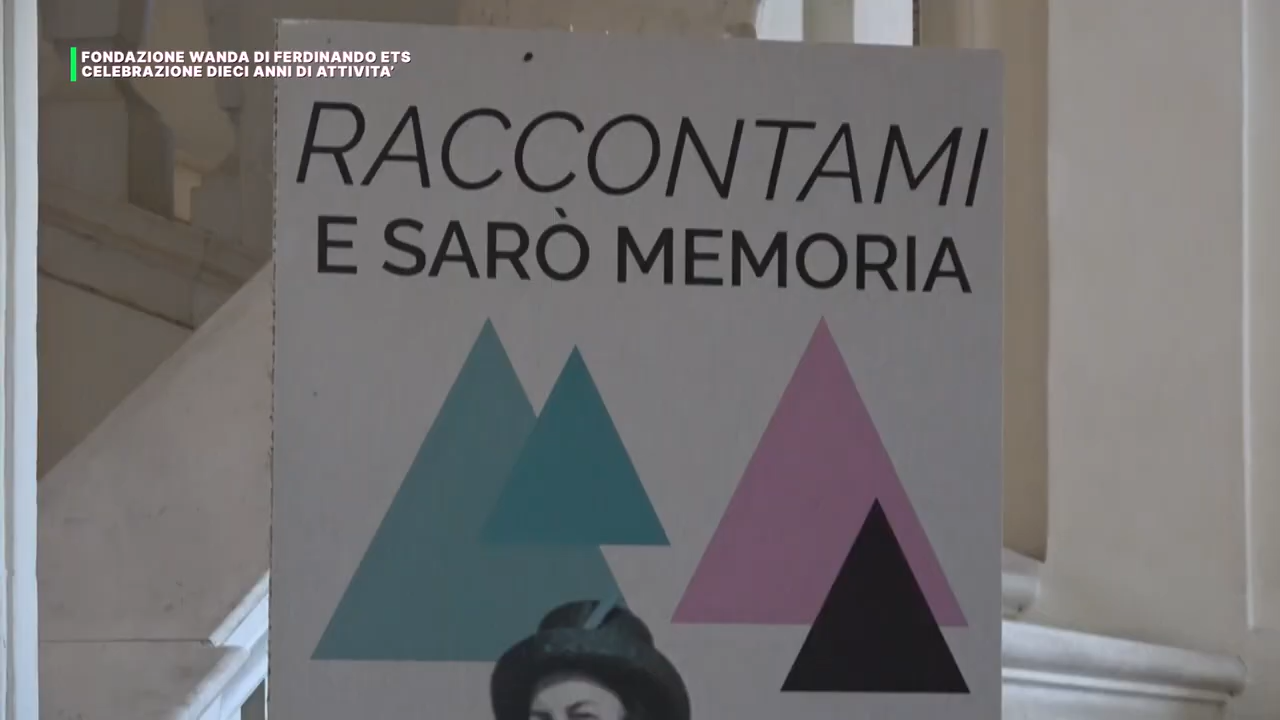 FONDAZIONE WANDA DI FERDINANDO ETS
CELEBRAZIONE DIECI ANNI DI ATTIVITA'
RACCONTAMI
E SARÒ MEMORIA